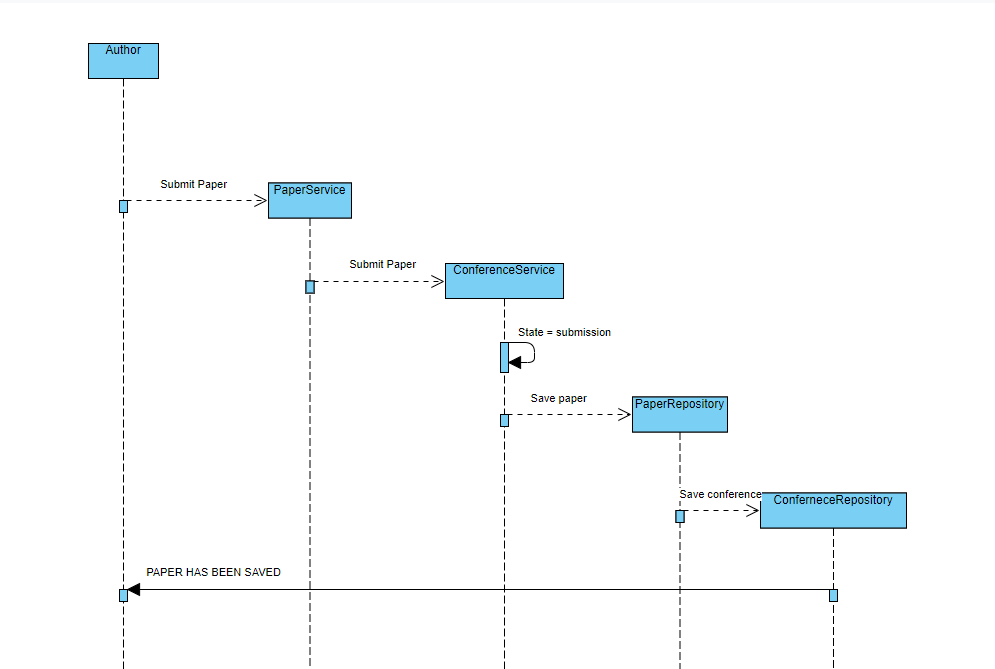 Author
Submit Paper
PaperService
Submit Paper
ConferenceService
State = submission
Save paper
PaperRepository
Save conference
ConferneceRepository
PAPER HAS BEEN SAVED